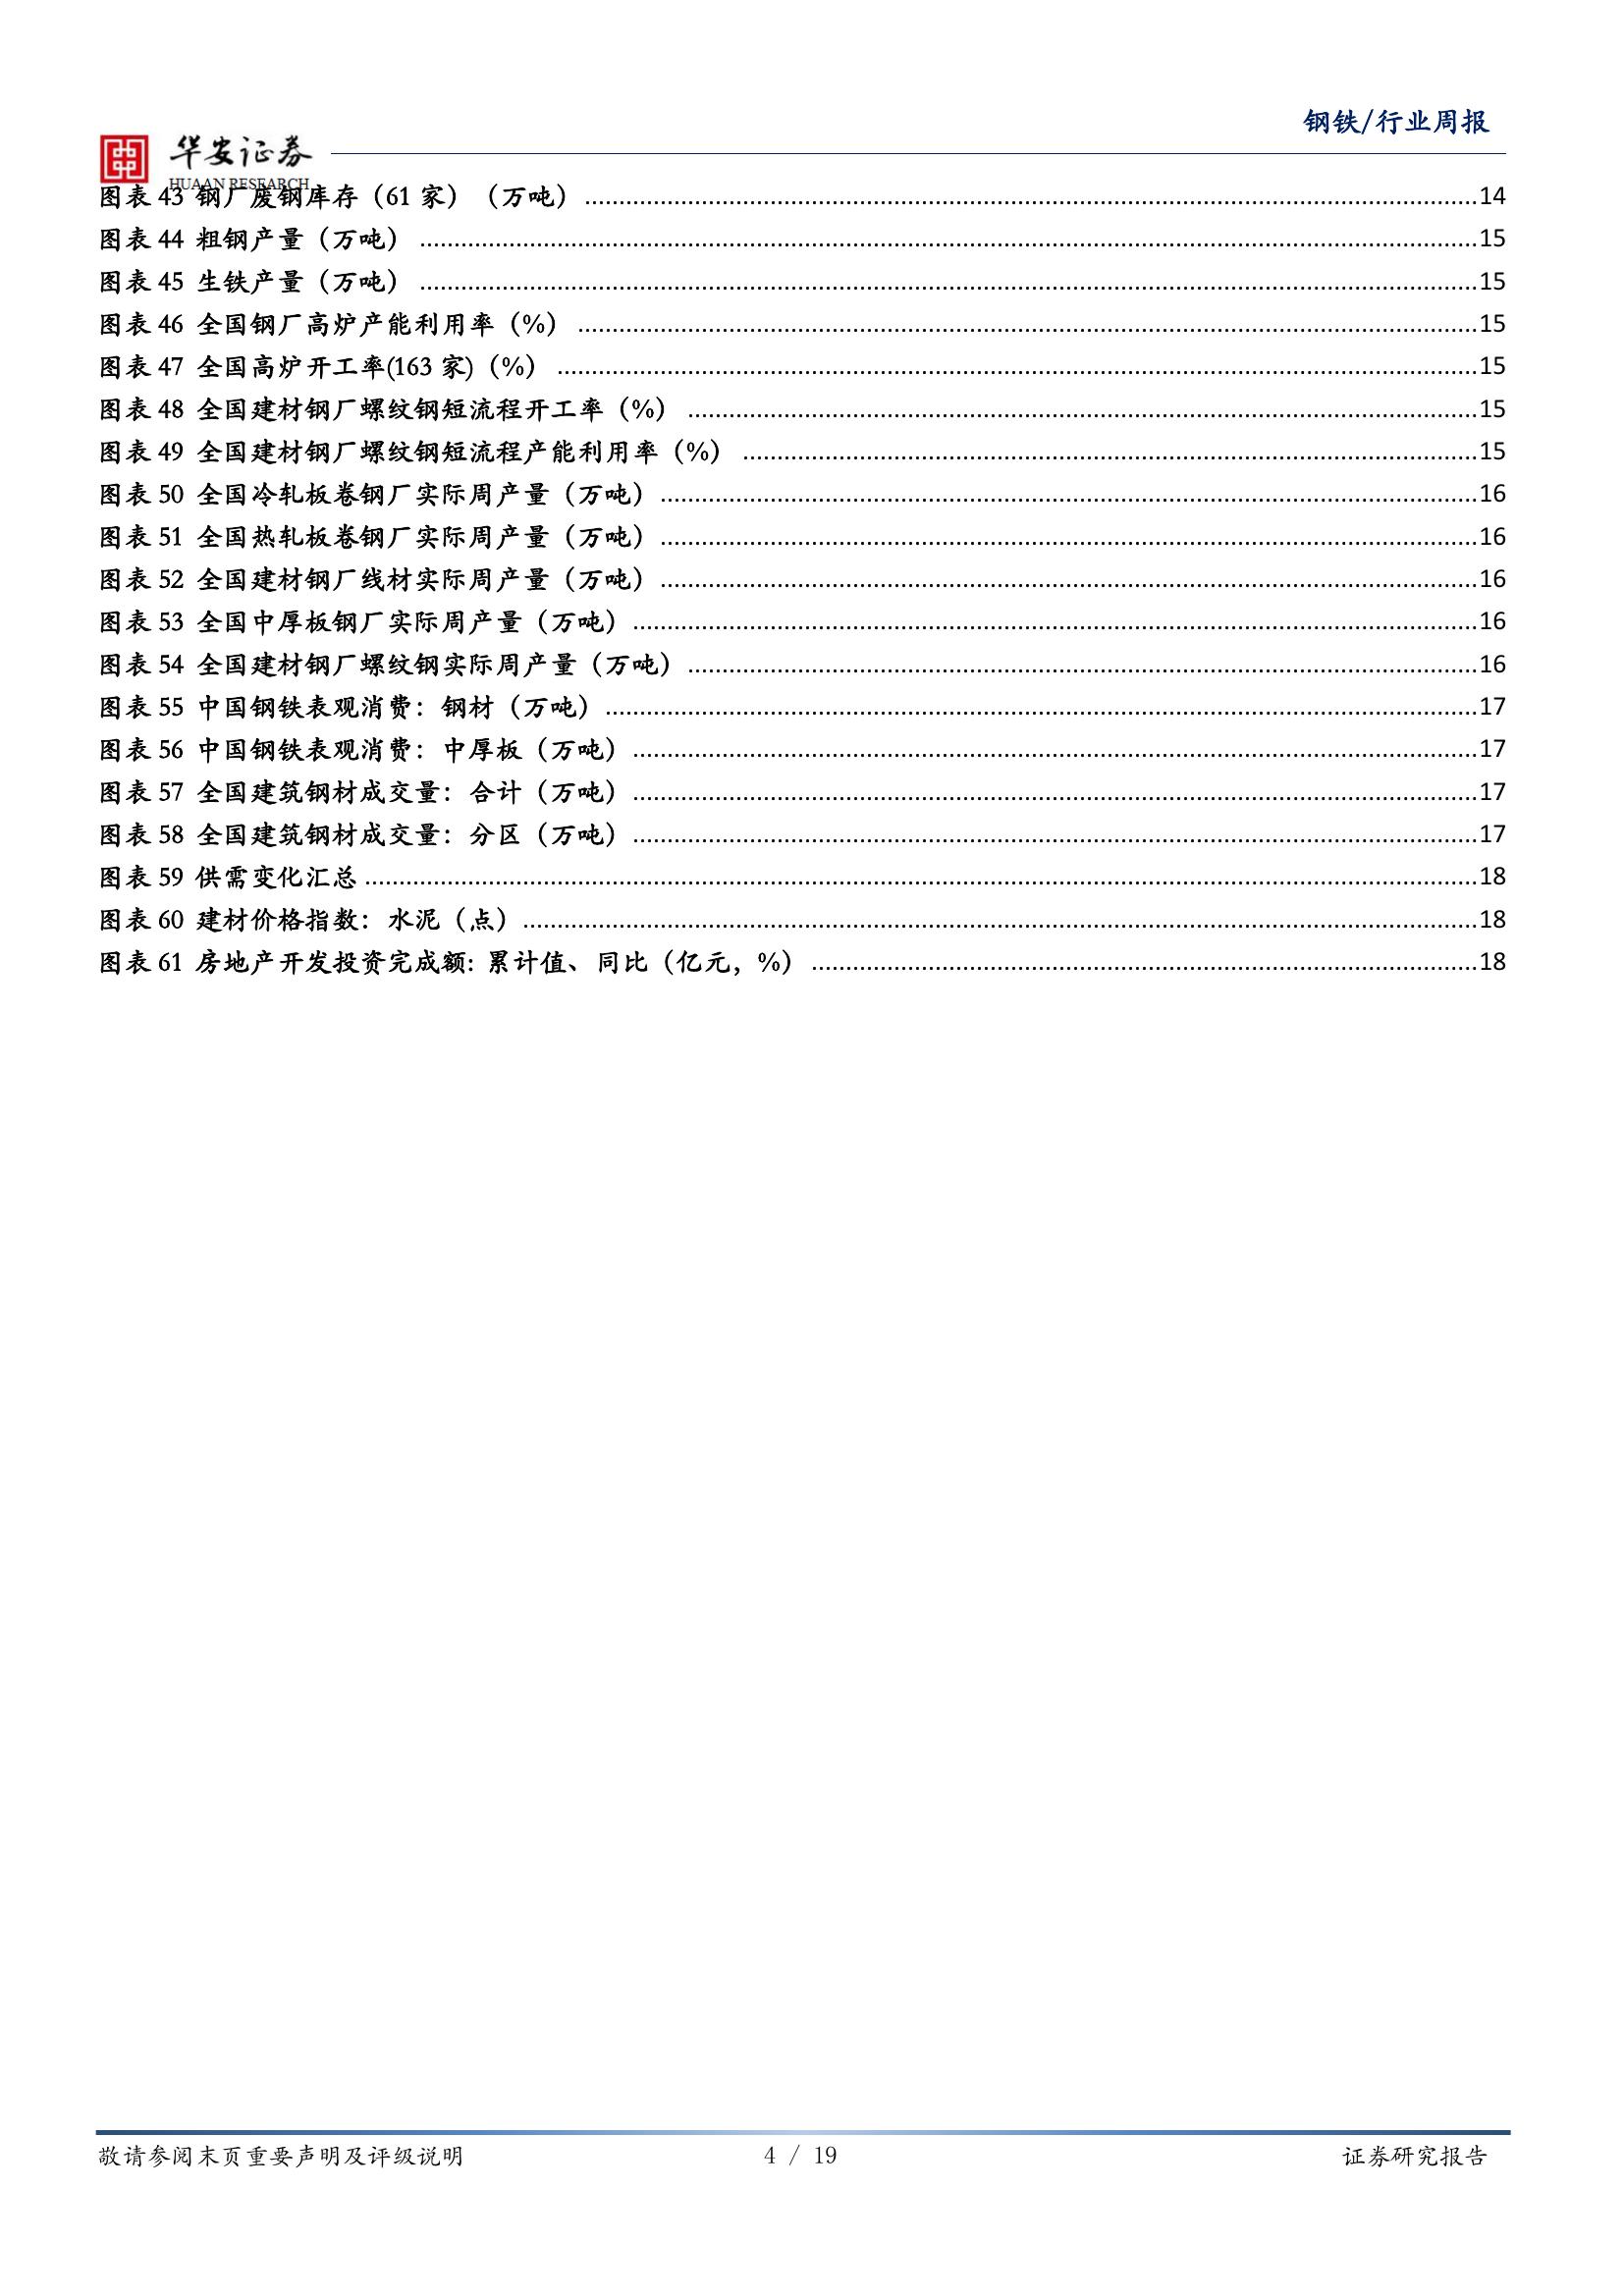 钢铁/行业周报
华安证券
HUAAN RESEARCH
图表 43 钢厂废钢库存（61 家）（万吨）..........14
图表 44 粗钢产量（万吨）..........15
图表 45 生铁产量（万吨）..........15
图表 46 全国钢厂高炉产能利用率（%）..........15
图表 47 全国高炉开工率(163 家)（%）..........15
图表 48 全国建材钢厂螺纹钢短流程开工率（%）..........15
图表 49 全国建材钢厂螺纹钢短流程产能利用率（%）..........15
图表 50 全国冷轧板卷钢厂实际周产量（万吨）..........16
图表 51 全国热轧板卷钢厂实际周产量（万吨）..........16
图表 52 全国建材钢厂线材实际周产量（万吨）..........16
图表 53 全国中厚板钢厂实际周产量（万吨）..........16
图表 54 全国建材钢厂螺纹钢实际周产量（万吨）..........16
图表 55 中国钢铁表观消费：钢材（万吨）..........17
图表 56 中国钢铁表观消费：中厚板（万吨）..........17
图表 57 全国建筑钢材成交量：合计（万吨）..........17
图表 58 全国建筑钢材成交量：分区（万吨）..........17
图表 59 供需变化汇总..........18
图表 60 建材价格指数：水泥（点）..........18
图表 61 房地产开发投资完成额: 累计值、同比（亿元，%）..........18
敬请参阅末页重要声明及评级说明 4 / 19 证券研究报告